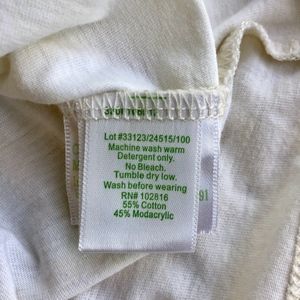 Lot #33123/24515/100
Machine wash warm
Detergent only.
No Bleach.
Tumble dry low.
Wash before wearing
RN# 102816
55% Cotton
45% Modacrylic
91